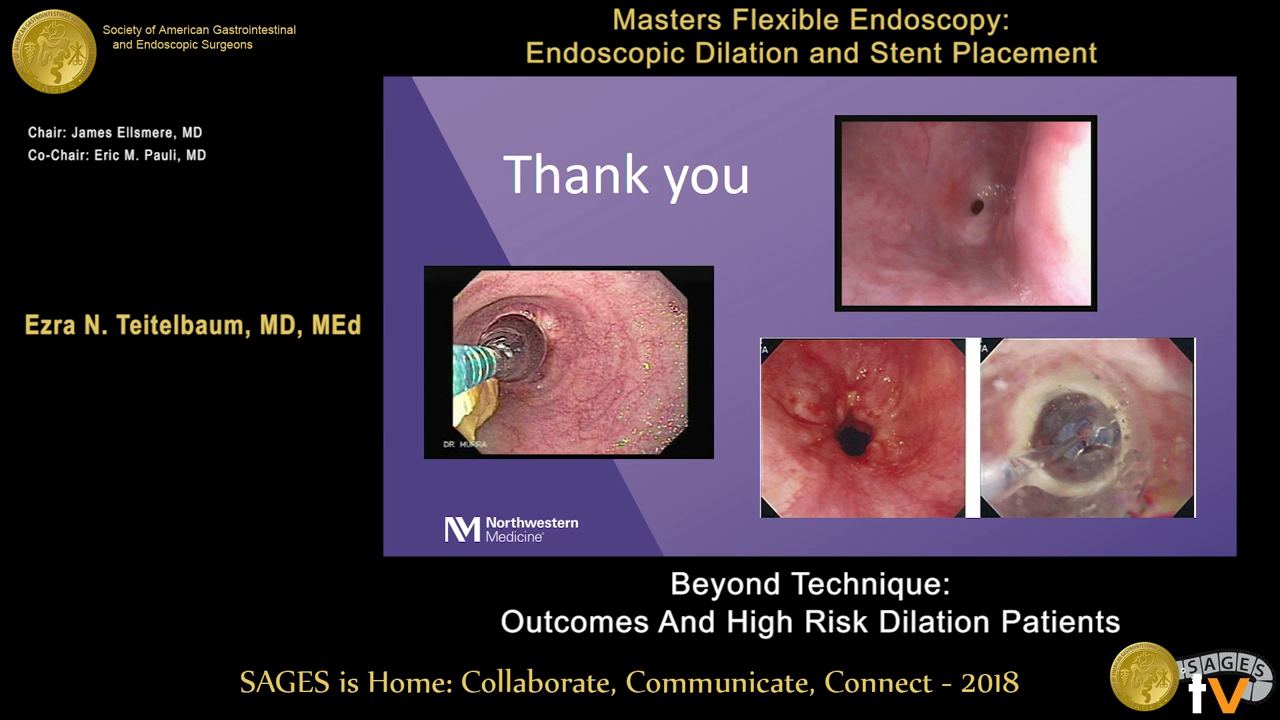 Society of American Gastrointestinal
and Endoscopic Surgeons
Masters Flexible Endoscopy:
Endoscopic Dilation and Stent Placement
Chair: James Ellsmere, MD
Co-Chair: Eric M. Pauli, MD
Ezra N. Teitelbaum, MD, MEd
Thank you
DR MURRA
Northwestern
Medicine
Beyond Technique:
Outcomes And High Risk Dilation Patients
SAGES is Home: Collaborate, Communicate, Connect - 2018
SAGES
tv